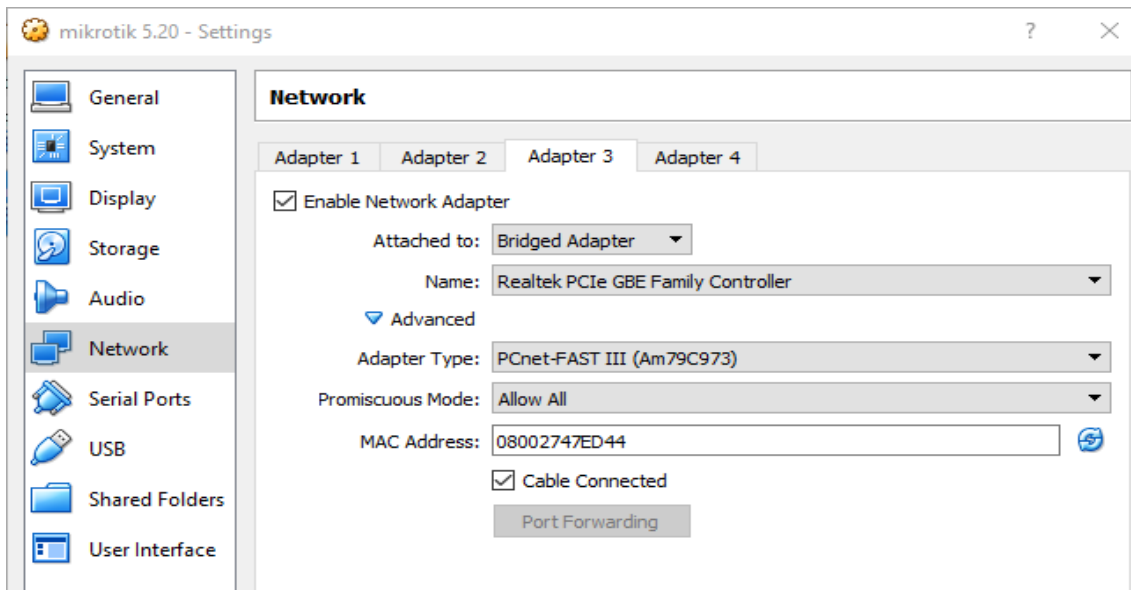 mikrotik 5.20 - Settings
?
General
System
Display
Storage
Audio
Network
Serial Ports
USB
Shared Folders
User Interface
Network
Adapter 1 Adapter 2 Adapter 3 Adapter 4
Enable Network Adapter
Attached to: Bridged Adapter
Name: Realtek PCIe GBE Family Controller
Advanced
Adapter Type: PCnet-FAST III (Am79C973)
Promiscuous Mode: Allow All
MAC Address: 08002747ED44
Cable Connected
Port Forwarding